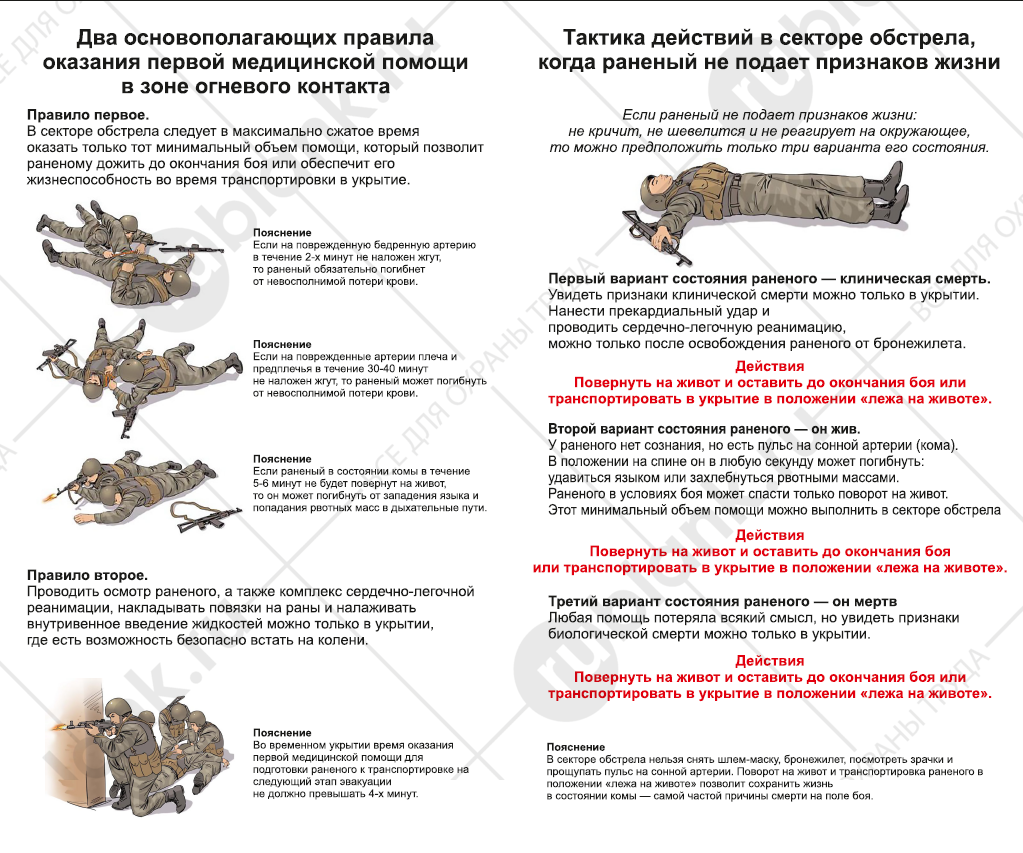 Два основополагающих правила
оказания первой медицинской помощи
в зоне огневого контакта
Правило первое.
В секторе обстрела следует в максимально сжатое время
оказать только тот минимальный объем помощи, который позволит
раненому дожить до окончания боя или обеспечит его
жизнеспособность во время транспортировки в укрытие.
Пояснение
Если на поврежденную бедренную артерию
в течение 2-х минут не наложен жгут,
то раненый обязательно погибнет
от невосполнимой потери крови.
Пояснение
Если на поврежденные артерии плеча и
предплечья в течение 30-40 минут
не наложен жгут, то раненый может погибнуть
от невосполнимой потери крови.
Пояснение
Если раненый в состоянии комы в течение
5-6 минут не будет повернут на живот,
то он может погибнуть от западения языка и
попадания рвотных масс в дыхательные пути.
Правило второе.
Проводить осмотр раненого, а также комплекс сердечно-легочной
реанимации, накладывать повязки на раны и налаживать
внутривенное введение жидкостей можно только в укрытии,
где есть возможность безопасно встать на колени.
Пояснение
Во временном укрытии время оказания
первой медицинской помощи для
подготовки раненого к транспортировке на
следующий этап эвакуации
не должно превышать 4-х минут.
Тактика действий в секторе обстрела,
когда раненый не подает признаков жизни
Если раненый не подает признаков жизни:
не кричит, не шевелится и не реагирует на окружающее,
то можно предположить только три варианта его состояния.
Первый вариант состояния раненого — клиническая смерть.
Увидеть признаки клинической смерти можно только в укрытии.
Нанести прекардиальный удар и
проводить сердечно-легочную реанимацию,
можно только после освобождения раненого от бронежилета.
Действия
Повернуть на живот и оставить до окончания боя или
транспортировать в укрытие в положении «лежа на животе».
Второй вариант состояния раненого — он жив.
У раненого нет сознания, но есть пульс на сонной артерии (кома).
В положении на спине он в любую секунду может погибнуть:
удавиться языком или захлебнуться рвотными массами.
Раненого в условиях боя может спасти только поворот на живот.
Этот минимальный объем помощи можно выполнить в секторе обстрела
Действия
Повернуть на живот и оставить до окончания боя
или транспортировать в укрытие в положении «лежа на животе».
Третий вариант состояния раненого — он мертв
Любая помощь потеряла всякий смысл, но увидеть признаки
биологической смерти можно только в укрытии.
Действия
Повернуть на живот и оставить до окончания боя или
транспортировать в укрытие в положении «лежа на животе».
Пояснение
В секторе обстрела нельзя снять шлем-маску, бронежилет, посмотреть зрачки и
прощупать пульс на сонной артерии. Поворот на живот и транспортировка раненого в
положении «лежа на животе» позволит сохранить жизнь
в состоянии комы — самой частой причины смерти на поле боя.